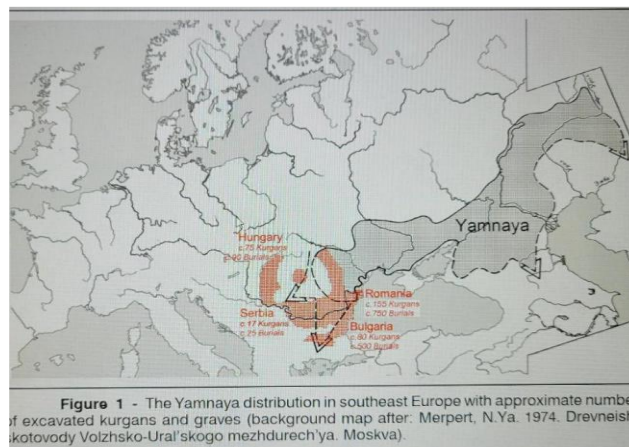 Yamnaya
Hungary
c.75 Kurgans
c.90 Burials
Romania
c.155 Kurgans
c.750 Burials
Serbia
c.17 Kurgans
c.25 Burials
Bulgaria
c.80 Kurgans
c.500 Burials
Figure 1 - The Yamnaya distribution in southeast Europe with approximate numbe
of excavated kurgans and graves (background map after: Merpert, N.Ya. 1974. Drevneish
skotovody Volzhsko-Ural'skogo mezhdurech'ya. Moskva).